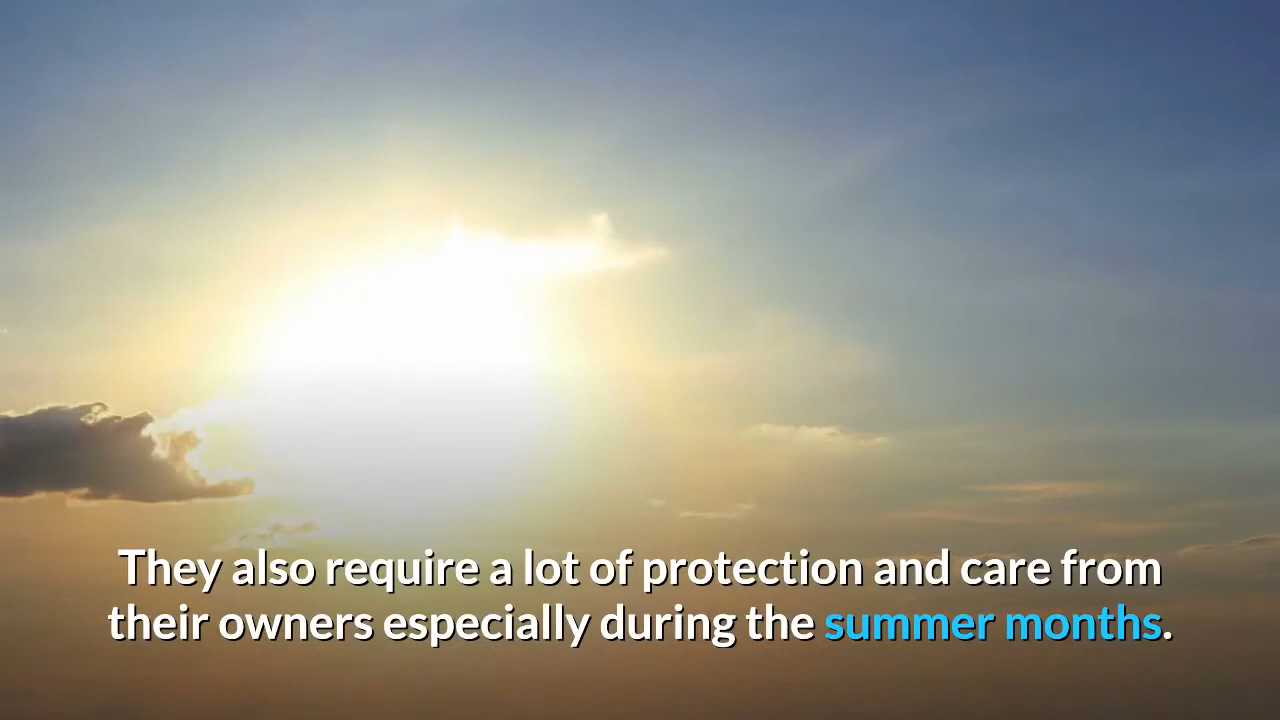 They also require a lot of protection and care from
their owners especially during the summer months.